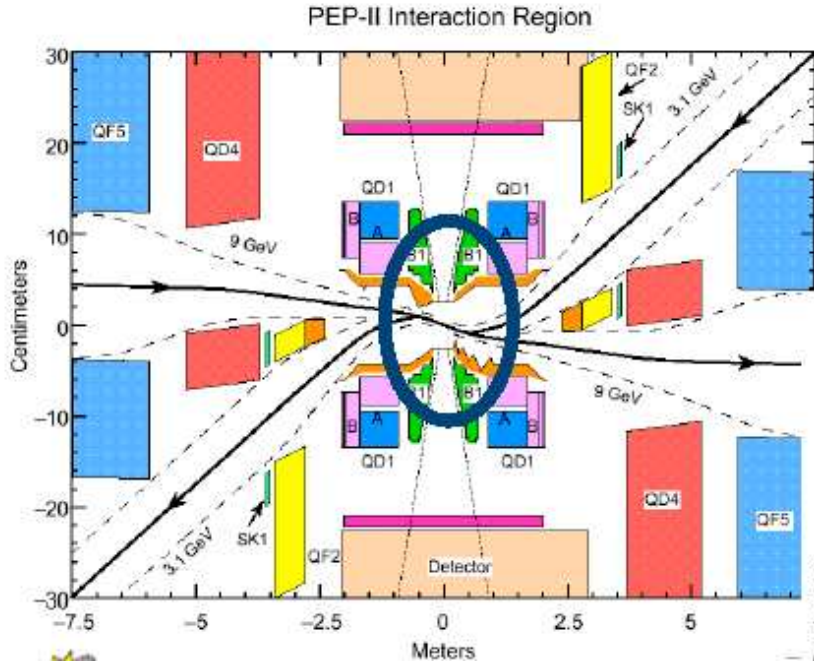 PEP-II Interaction Region
30
20
10
0
–10
–20
–30
Centimeters
QF5
QD4
QF2
SK1
3.1 GeV
QD1
QD1
B
A
B1
B1
A
B
9 GeV
9 GeV
B
A
B1
B1
A
B
QD1
QD1
SK1
QF2
3.1 GeV
Detector
QD4
QF5
–7.5
–5
–2.5
0
2.5
5
Meters